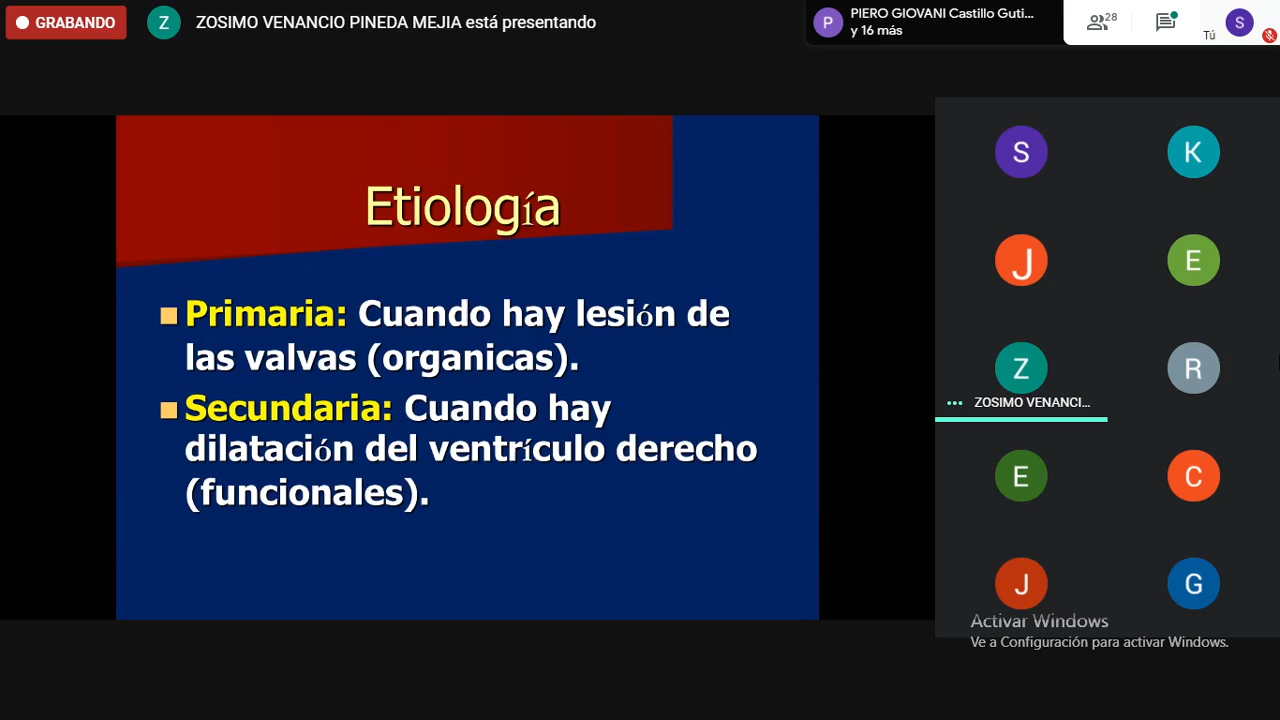 GRABANDO
Z
ZOSIMO VENANCIO PINEDA MEJIA está presentando
P
PIERO GIOVANI Castillo Guti...
y 16 más
28
Tú
S
Etiología
Primaria: Cuando hay lesión de
las valvas (organicas).
Secundaria: Cuando hay
dilatación del ventrículo derecho
(funcionales).
S
K
J
E
Z
R
ZOSIMO VENANCI...
E
C
J
G
Activar Windows
Ve a Configuración para activar Windows.